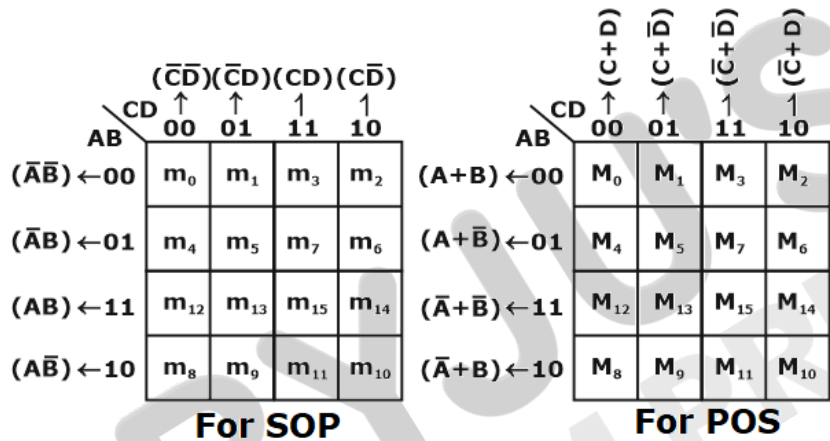 (C̅D̅)(C̅D)(CD)(CD̅)
CD
AB
00 01 11 10
(A̅B̅) ←00 m₀ m₁ m₃ m₂
(A̅B) ←01 m₄ m₅ m₇ m₆
(AB) ←11 m₁₂ m₁₃ m₁₅ m₁₄
(AB̅) ←10 m₈ m₉ m₁₁ m₁₀
For SOP
(C+D) (C+D̅) (C̅+D̅) (C̅+D)
CD
AB
00 01 11 10
(A+B) ←00 M₀ M₁ M₃ M₂
(A+B̅) ←01 M₄ M₅ M₇ M₆
(A̅+B̅) ←11 M₁₂ M₁₃ M₁₅ M₁₄
(A̅+B) ←10 M₈ M₉ M₁₁ M₁₀
For POS